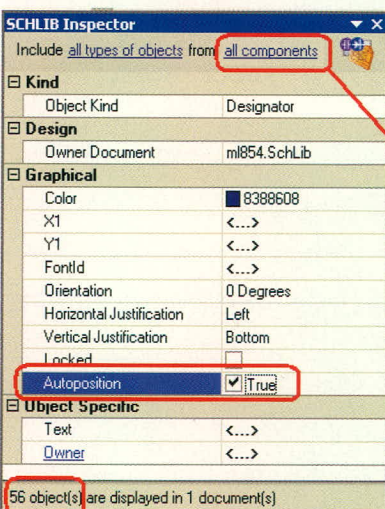 SCHLIB Inspector
Include all types of objects from all components
Kind
Object Kind Designator
Design
Owner Document ml854.SchLib
Graphical
Color 8388608
X1 <...>
Y1 <...>
FontId <...>
Orientation 0 Degrees
Horizontal Justification Left
Vertical Justification Bottom
Locked
Autoposition True
Object Specific
Text <...>
Owner <...>
56 object(s) are displayed in 1 document(s)